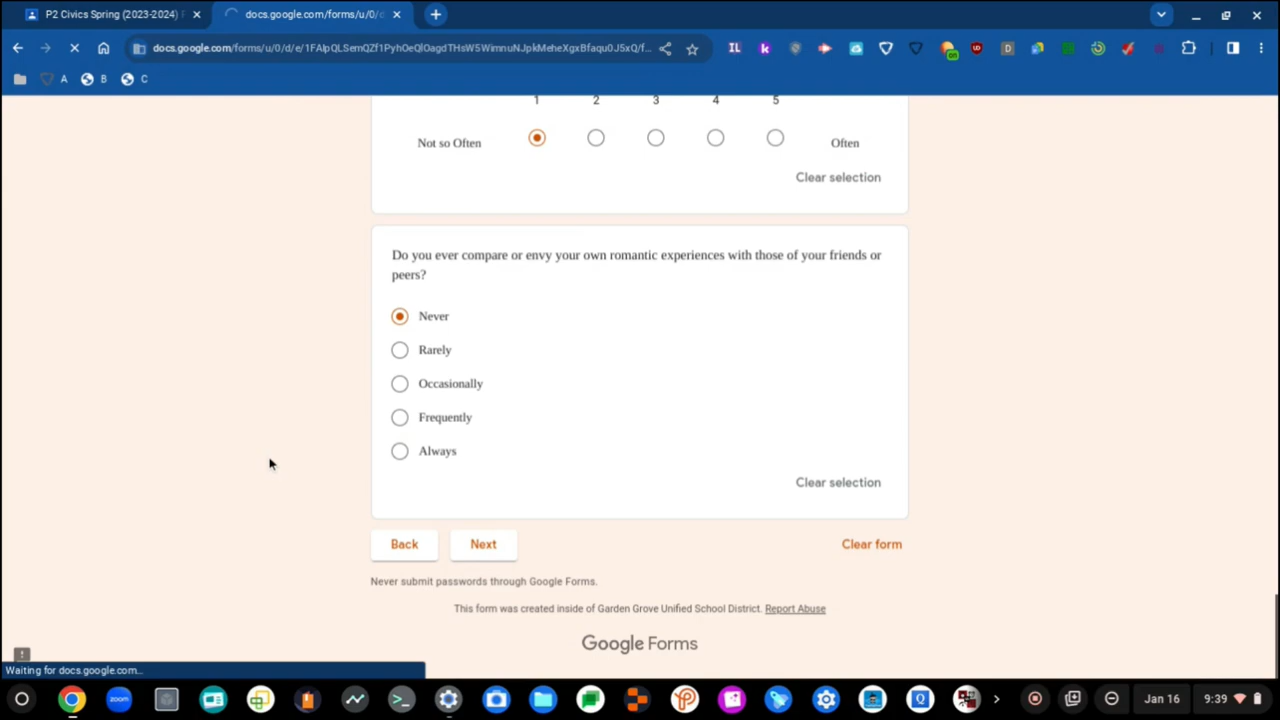 P2 Civics Spring (2023-2024)
docs.google.com/forms/u/0/d
docs.google.com/forms/u/0/d/e/1FAIpQLSemQZf1PyhOeQlOagdTHsW5WimnuNJpkMeheXgxBfaqu0J5xQ/f...
A B C
1 2 3 4 5
Not so Often Often
Clear selection
Do you ever compare or envy your own romantic experiences with those of your friends or
peers?
Never
Rarely
Occasionally
Frequently
Always
Clear selection
Back Next Clear form
Never submit passwords through Google Forms.
This form was created inside of Garden Grove Unified School District. Report Abuse
Google Forms
Waiting for docs.google.com...
Jan 16 9:39